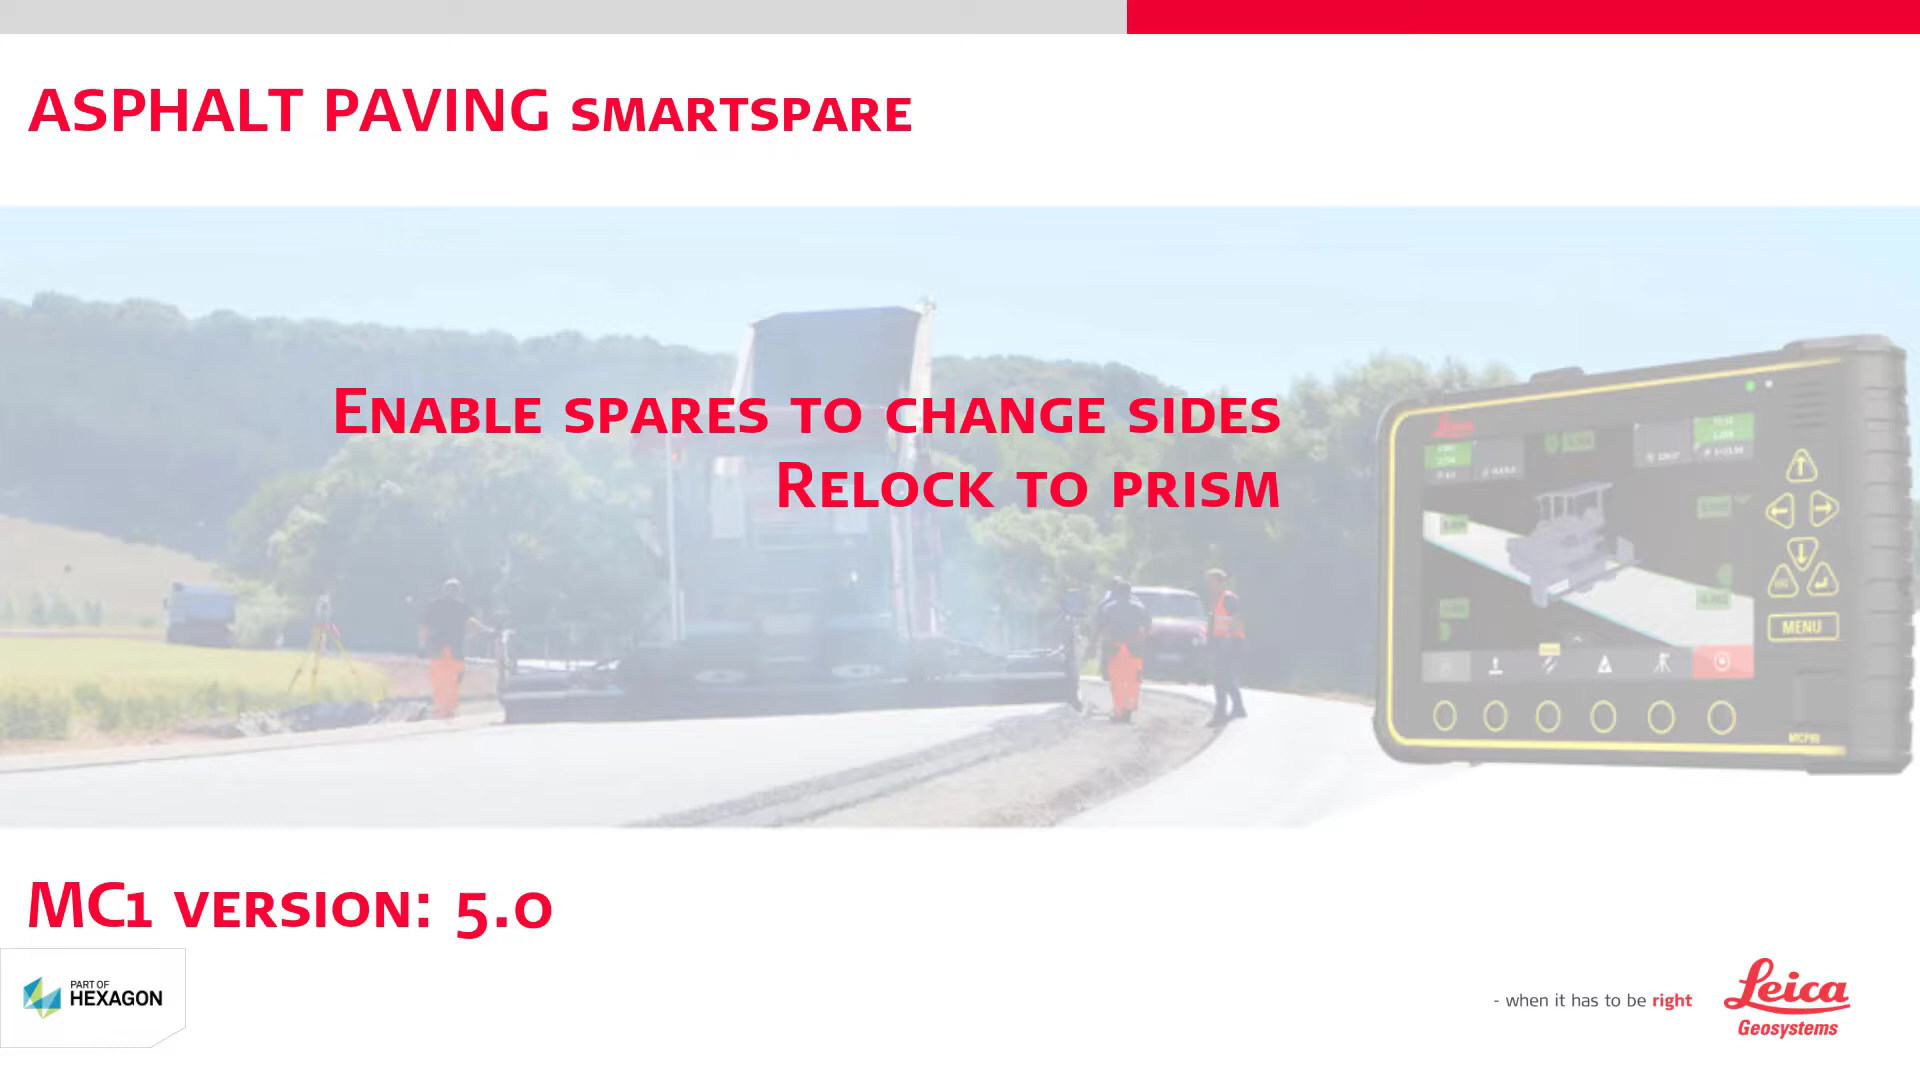 ASPHALT PAVING SMARTSPARE
ENABLE SPARES TO CHANGE SIDES
RELOCK TO PRISM
MENU
MC1 VERSION: 5.0
PART OF
HEXAGON
- when it has to be right
Leica
Geosystems